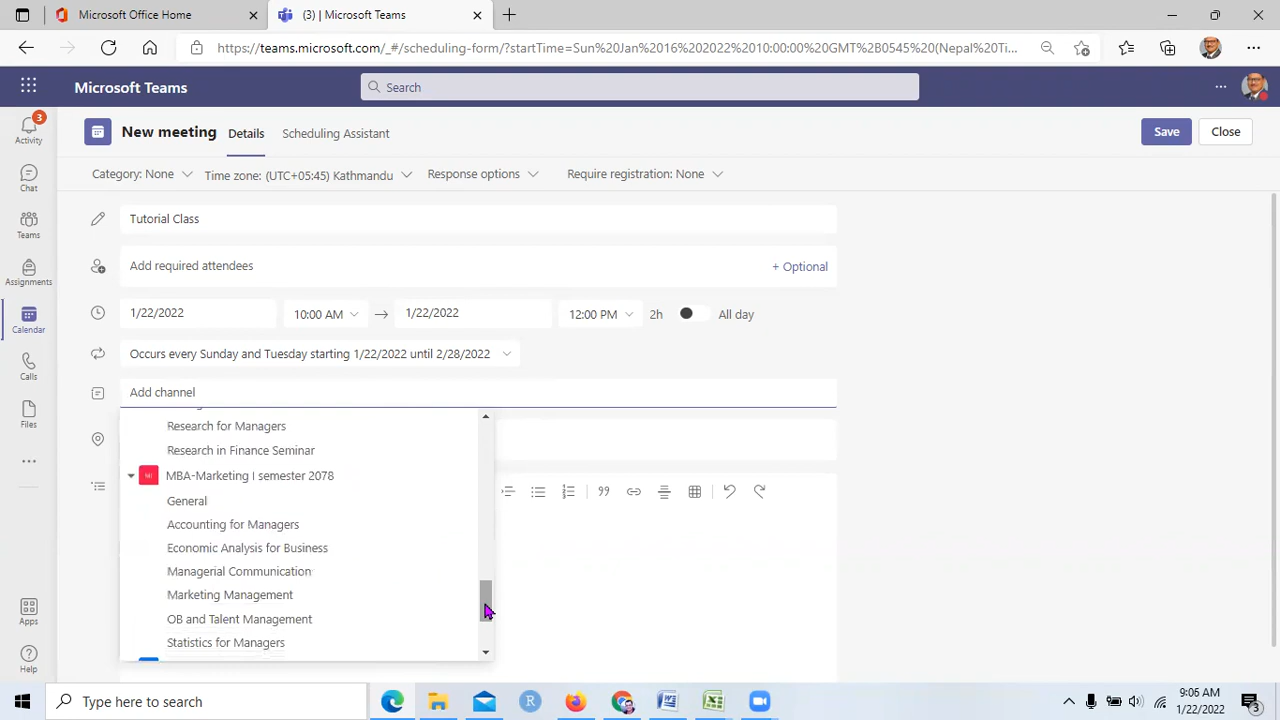 Microsoft Office Home
(3) | Microsoft Teams
https://teams.microsoft.com/_#/scheduling-form/?startTime=Sun%20Jan%2016%202022%2010:00:00%20GMT%2B0545%20(Nepal%20Ti...
Microsoft Teams
Search
Activity
3
Chat
Teams
Assignments
Calendar
Calls
Files
Apps
Help
New meeting
Details
Scheduling Assistant
Save
Close
Category: None
Time zone: (UTC+05:45) Kathmandu
Response options
Require registration: None
Tutorial Class
Add required attendees
+ Optional
1/22/2022
10:00 AM
1/22/2022
12:00 PM
2h
All day
Occurs every Sunday and Tuesday starting 1/22/2022 until 2/28/2022
Add channel
Research for Managers
Research in Finance Seminar
MBA-Marketing I semester 2078
General
Accounting for Managers
Economic Analysis for Business
Managerial Communication
Marketing Management
OB and Talent Management
Statistics for Managers
Type here to search
9:06 AM
1/22/2022
3